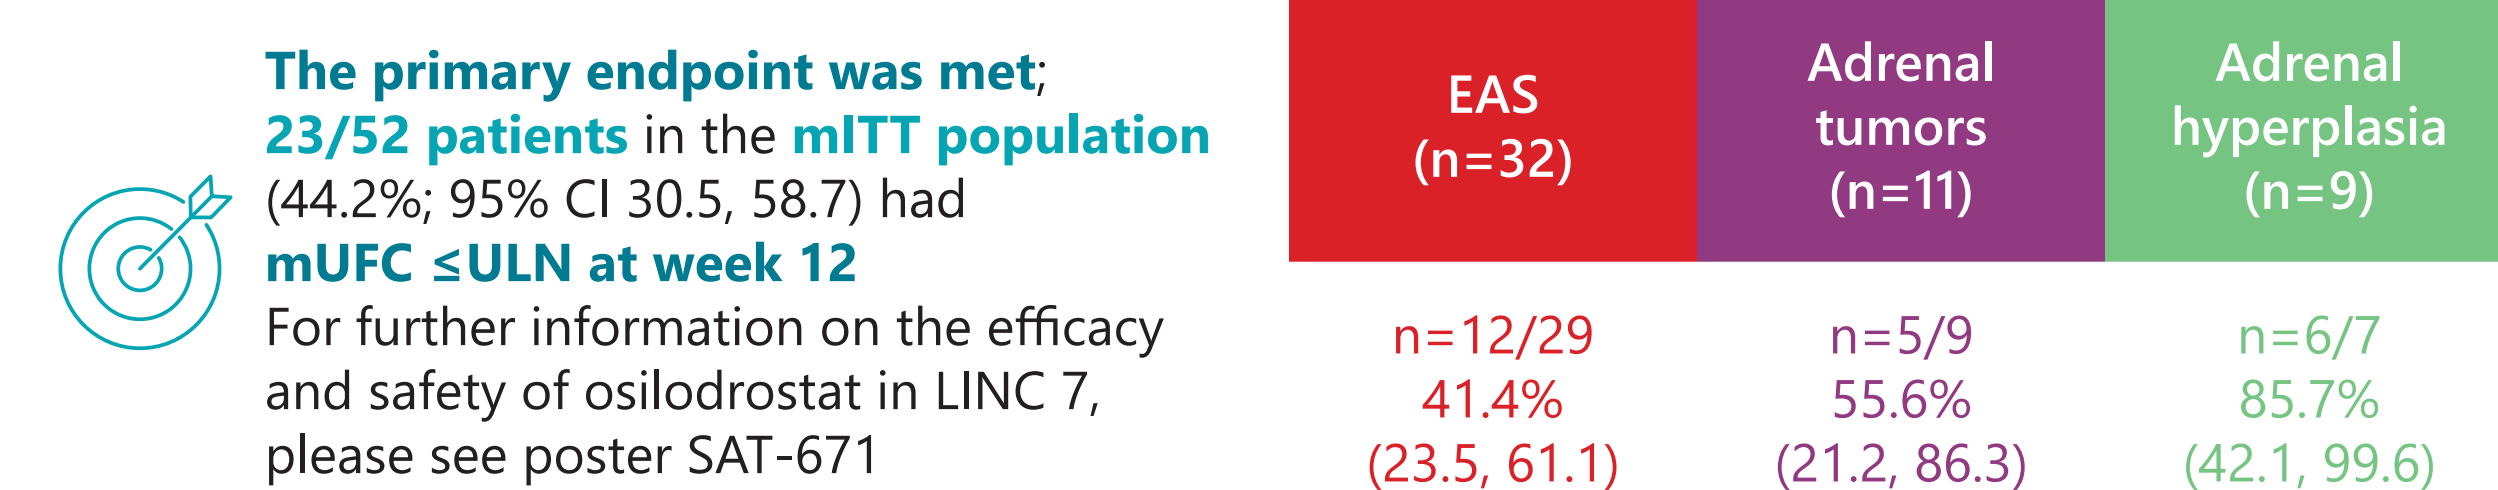 The primary endpoint was met;
23/52 patients in the mITT population
(44.2%; 95% CI 30.5, 58.7) had
mUFC ≤ULN at week 12
For further information on the efficacy
and safety of osilodrostat in LINC 7,
please see poster SAT-671
EAS
(n=32)
n=12/29
41.4%
(23.5, 61.1)
Adrenal
tumors
(n=11)
n=5/9
55.6%
(21.2, 86.3)
Adrenal
hyperplasia
(n=9)
n=6/7
85.7%
(42.1, 99.6)